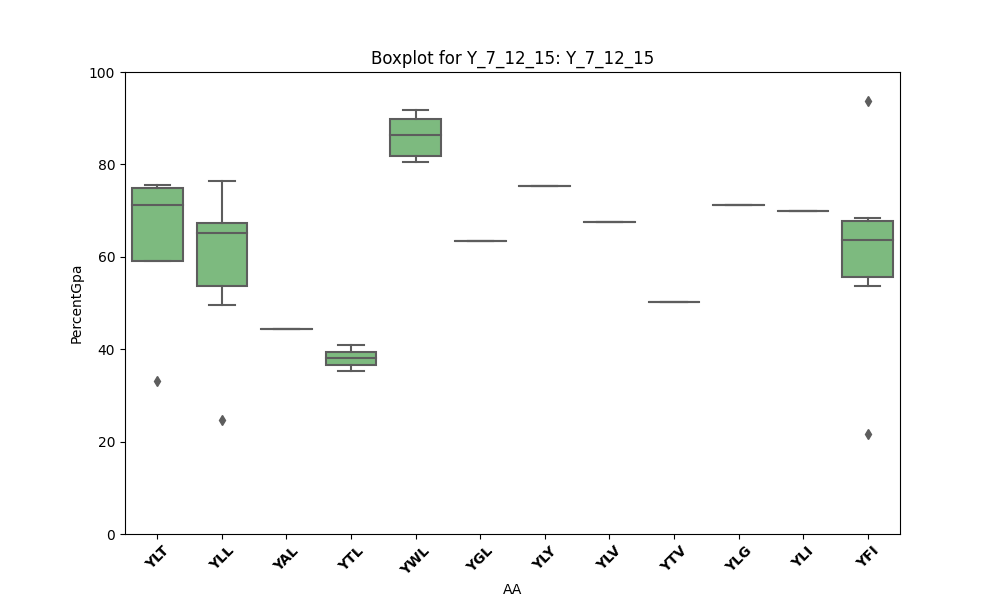 Boxplot for Y_7_12_15: Y_7_12_15
100
80
60
40
20
0
PercentGpa
YLT YLL YAL YTL YWL YGL YLY YLV YTV YLG YLI YFI
AA